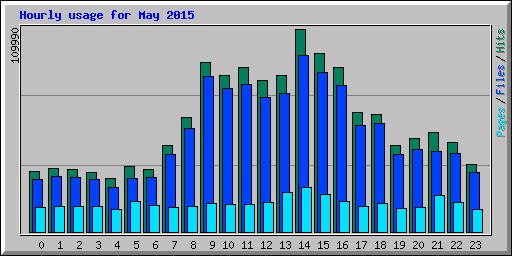 Hourly usage for May 2015
109990
Pages/Files/Hits
0 1 2 3 4 5 6 7 8 9 10 11 12 13 14 15 16 17 18 19 20 21 22 23